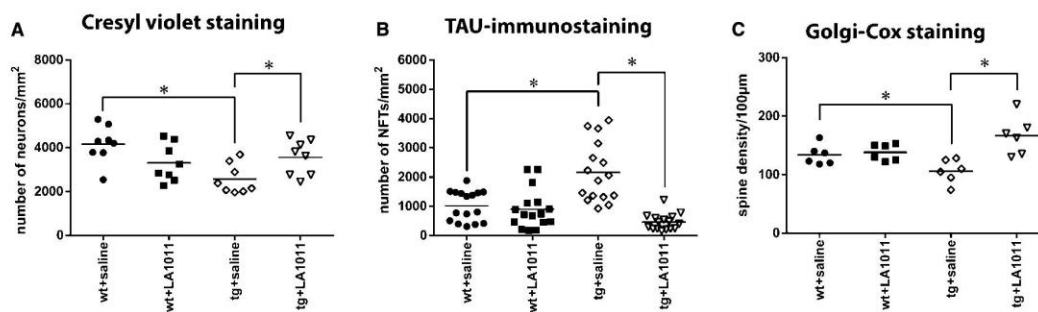 A
Cresyl violet staining
number of neurons/mm²
6000
4000
2000
0
*
*
wt+saline
wt+LA1011
tg+saline
tg+LA1011
B
TAU-immunostaining
number of NFTs/mm²
6000
5000
4000
3000
2000
1000
0
*
*
wt+saline
wt+LA1011
tg+saline
tg+LA1011
C
Golgi-Cox staining
spine density/100µm
300
200
100
0
*
*
wt+saline
wt+LA1011
tg+saline
tg+LA1011